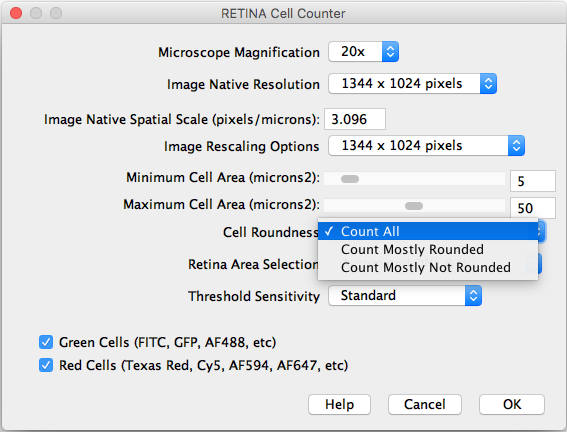 RETINA Cell Counter
Microscope Magnification 20x
Image Native Resolution 1344 x 1024 pixels
Image Native Spatial Scale (pixels/microns): 3.096
Image Rescaling Options 1344 x 1024 pixels
Minimum Cell Area (microns2): 5
Maximum Cell Area (microns2): 50
Cell Roundness ✓ Count All
Count Mostly Rounded
Retina Area Selection Count Mostly Not Rounded
Threshold Sensitivity Standard
Green Cells (FITC, GFP, AF488, etc)
Red Cells (Texas Red, Cy5, AF594, AF647, etc)
Help Cancel OK